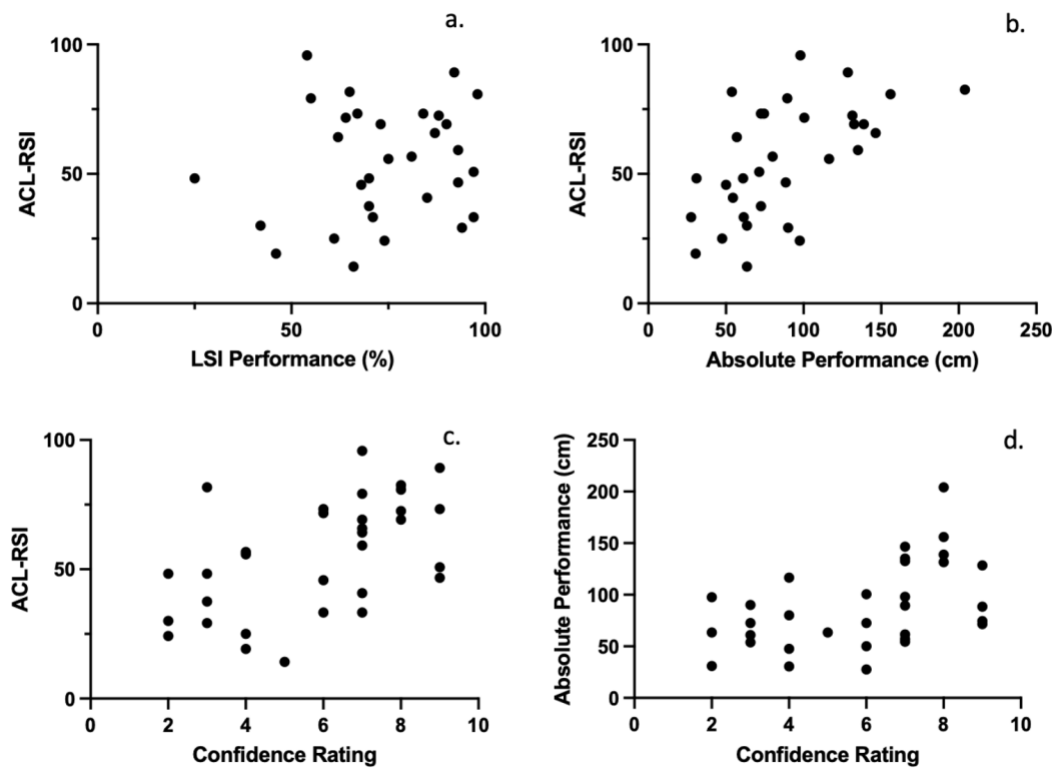 a.
100
50
0
ACL-RSI
0 50 100
LSI Performance (%)
b.
100
50
0
ACL-RSI
0 50 100 150 200 250
Absolute Performance (cm)
c.
100
50
0
ACL-RSI
0 2 4 6 8 10
Confidence Rating
d.
250
200
150
100
50
0
Absolute Performance (cm)
0 2 4 6 8 10
Confidence Rating